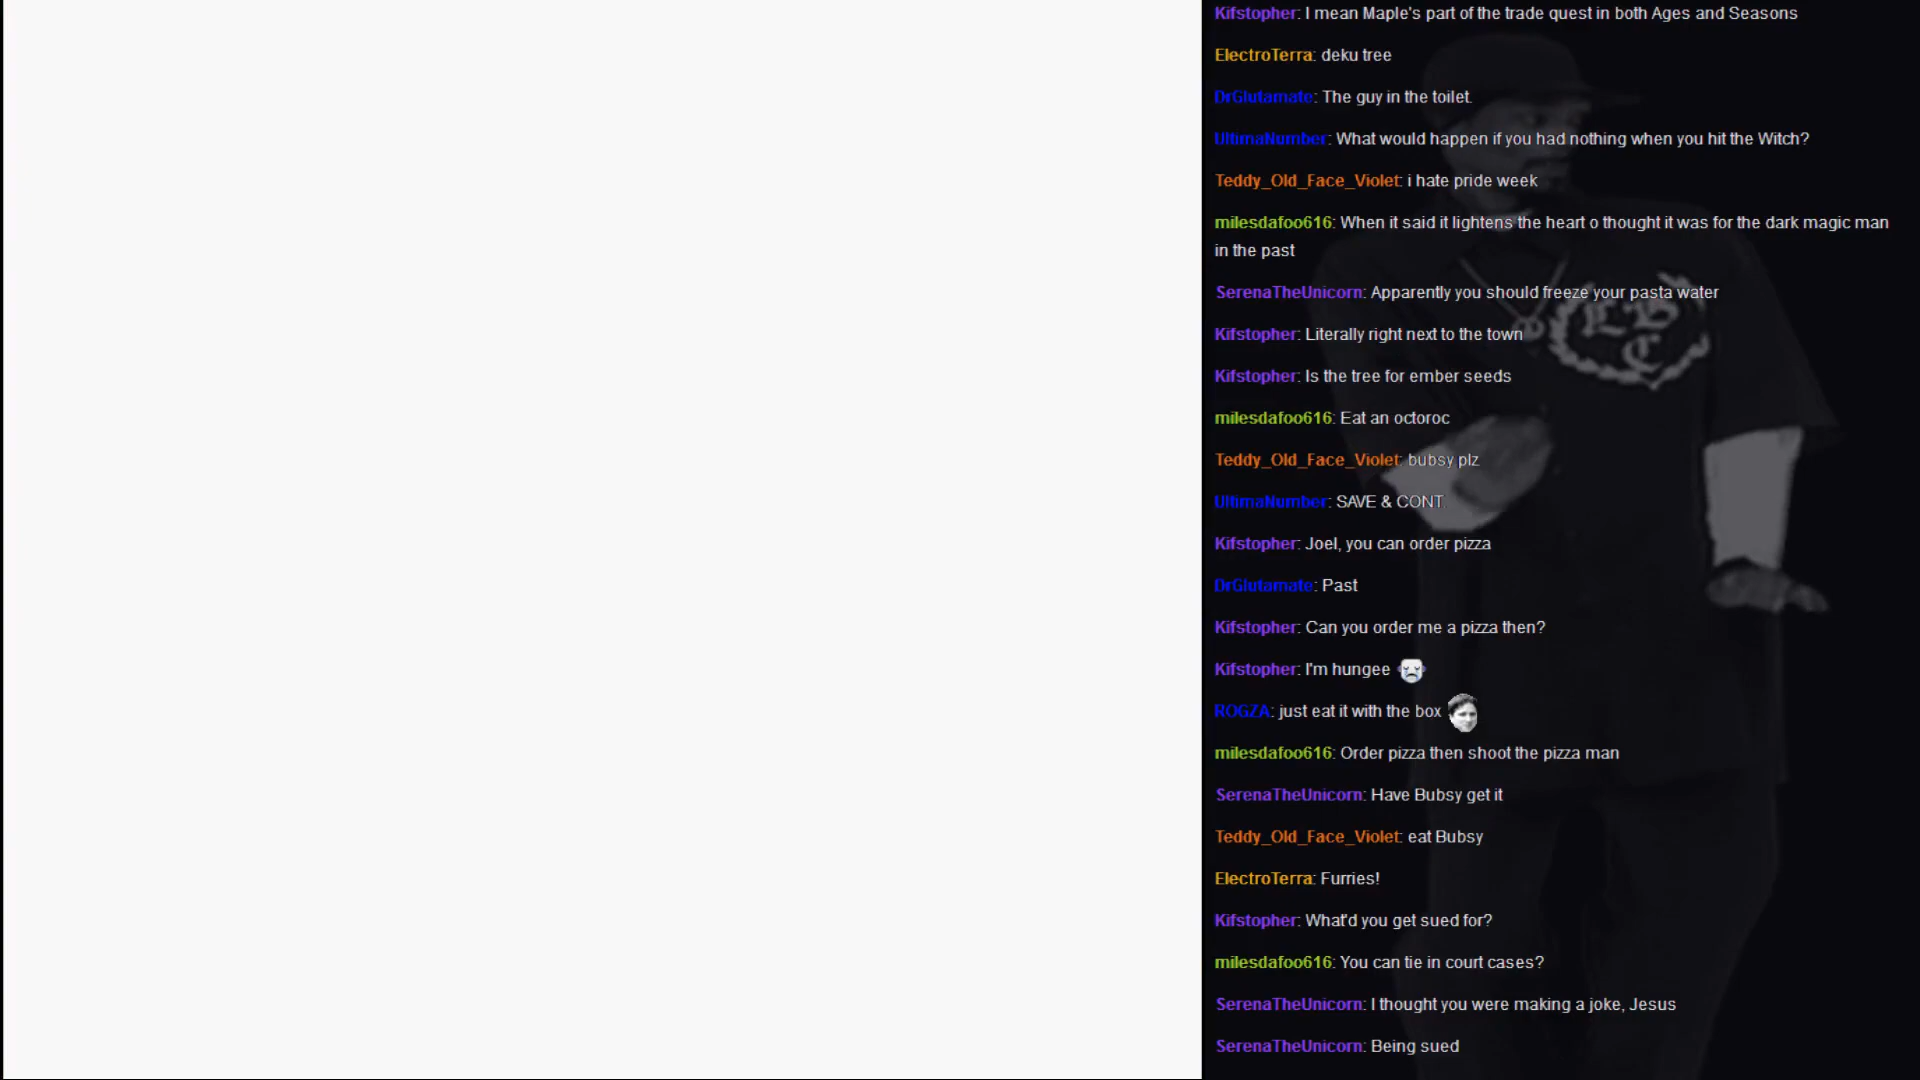 Kifstopher: I mean Maple's part of the trade quest in both Ages and Seasons
ElectroTerra: deku tree
DrGlutamate: The guy in the toilet.
UltimaNumber: What would happen if you had nothing when you hit the Witch?
Teddy_Old_Face_Violet: i hate pride week
milesdafoo616: When it said it lightens the heart o thought it was for the dark magic man
in the past
SerenaTheUnicorn: Apparently you should freeze your pasta water
Kifstopher: Literally right next to the town
Kifstopher: Is the tree for ember seeds
milesdafoo616: Eat an octoroc
Teddy_Old_Face_Violet: bubsy plz
UltimaNumber: SAVE & CONT.
Kifstopher: Joel, you can order pizza
DrGlutamate: Past
Kifstopher: Can you order me a pizza then?
Kifstopher: I'm hungee
ROGZA: just eat it with the box
milesdafoo616: Order pizza then shoot the pizza man
SerenaTheUnicorn: Have Bubsy get it
Teddy_Old_Face_Violet: eat Bubsy
ElectroTerra: Furries!
Kifstopher: What'd you get sued for?
milesdafoo616: You can tie in court cases?
SerenaTheUnicorn: I thought you were making a joke, Jesus
SerenaTheUnicorn: Being sued
LB
C